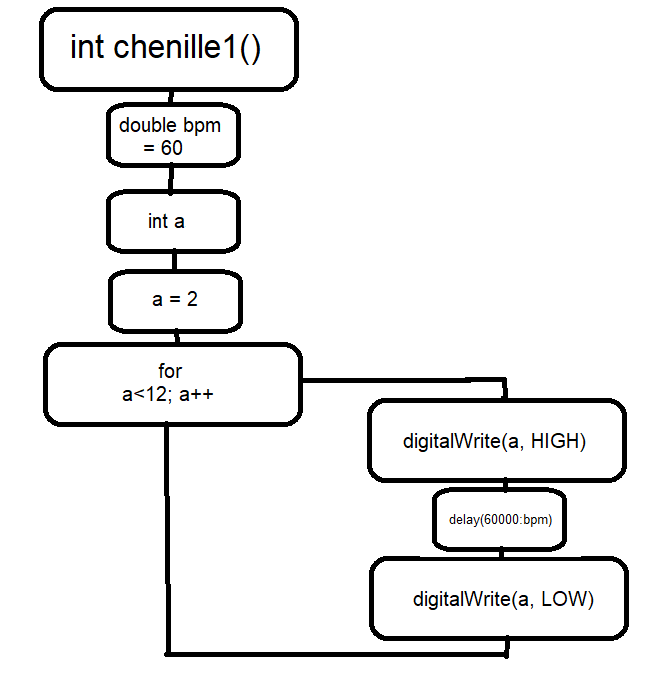 int chenille1()
double bpm
= 60
int a
a = 2
for
a<12; a++
digitalWrite(a, HIGH)
delay(60000:bpm)
digitalWrite(a, LOW)